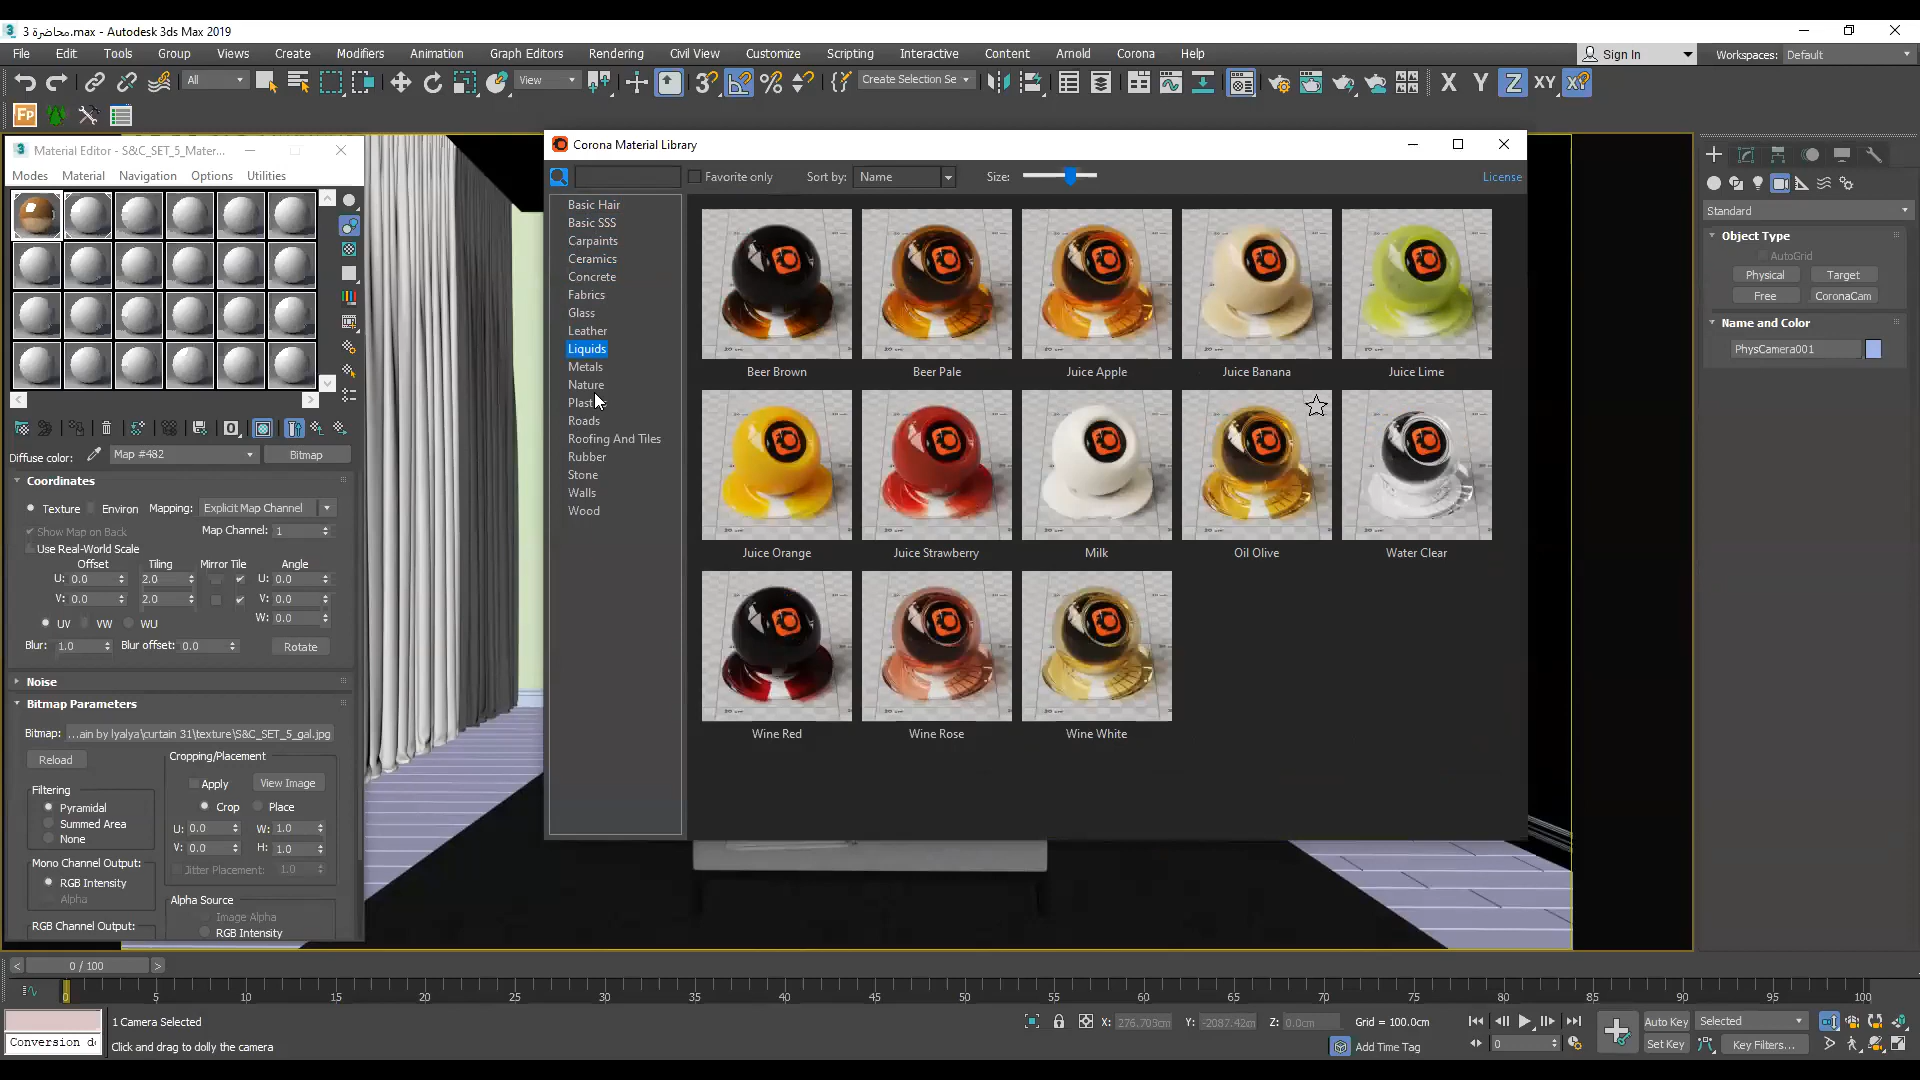 محاضرة 3.max - Autodesk 3ds Max 2019
File Edit Tools Group Views Create Modifiers Animation Graph Editors Rendering Civil View Customize Scripting Interactive Content Arnold Corona Help
Sign In
Workspaces: Default
All
View
Create Selection Se
X Y Z XY
Material Editor - S&C_SET_5_Mater...
Modes Material Navigation Options Utilities
Diffuse color: Map #482 Bitmap
Coordinates
Texture Environ Mapping: Explicit Map Channel
Show Map on Back Map Channel: 1
Use Real-World Scale
Offset Tiling Mirror Tile Angle
U: 0.0 2.0 U: 0.0
V: 0.0 2.0 V: 0.0
W: 0.0
UV VW WU
Blur: 1.0 Blur offset: 0.0 Rotate
Noise
Bitmap Parameters
Bitmap: ...ain by lyalya\curtain 31\texture\S&C_SET_5_gal.jpg
Reload
Cropping/Placement
Apply View Image
Crop Place
U: 0.0 W: 1.0
V: 0.0 H: 1.0
Jitter Placement: 1.0
Filtering
Pyramidal
Summed Area
None
Mono Channel Output:
RGB Intensity
Alpha
RGB Channel Output:
Alpha Source
Image Alpha
RGB Intensity
Corona Material Library
Favorite only Sort by: Name Size: License
Basic Hair
Basic SSS
Carpaints
Ceramics
Concrete
Fabrics
Glass
Leather
Liquids
Metals
Nature
Roads
Roofing And Tiles
Rubber
Stone
Walls
Wood
Beer Brown Beer Pale Juice Apple Juice Banana Juice Lime
Juice Orange Juice Strawberry Milk Oil Olive Water Clear
Wine Red Wine Rose Wine White
Standard
Object Type
AutoGrid
Physical Target
Free CoronaCam
Name and Color
PhysCamera001
0 / 100
0 5 10 15 20 25 30 35 40 45 50 55 60 65 70 75 80 85 90 95 100
1 Camera Selected
Click and drag to dolly the camera
X: 276.703cm Y: -2087.42cm Z: 0.0cm Grid = 100.0cm
Add Time Tag
0
Auto Key Selected
Set Key Key Filters...